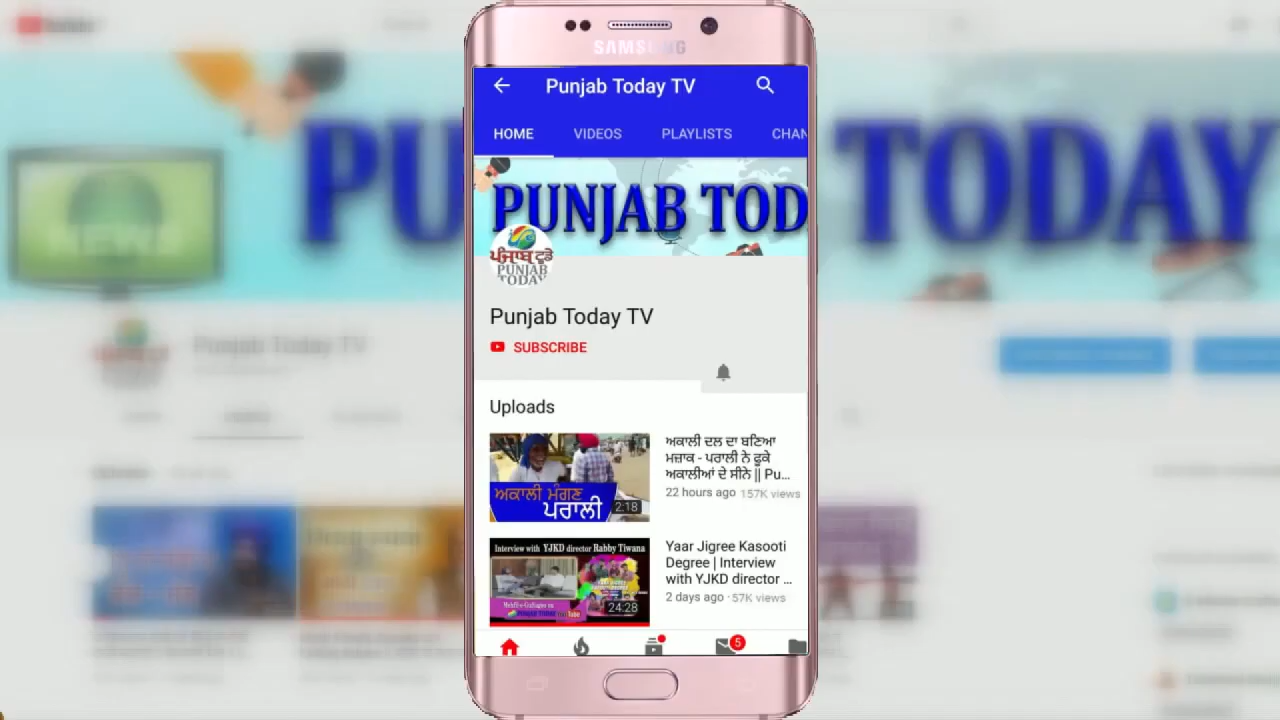 SAMSUNG
Punjab Today TV
HOME VIDEOS PLAYLISTS CHAN
PU
TODAY
PUNJAB TOD
ਪੰਜਾਬ ਟੂਡੇ
PUNJAB
TODAY
Punjab Today TV
SUBSCRIBE
Uploads
ਅਕਾਲੀ ਮੰਗਣ
ਪਰਾਲੀ
2:18
ਅਕਾਲੀ ਦਲ ਦਾ ਬਣਿਆ
ਮਜ਼ਾਕ - ਪਰਾਲੀ ਨੇ ਫੂਕੇ
ਅਕਾਲੀਆਂ ਦੇ ਸੀਨੇ || Pu...
22 hours ago 157K views
Interview with YJKD director Rabby Tiwana
24:28
PUNJAB TODAY YouTube
Yaar Jigree Kasooti
Degree | Interview
with YJKD director ...
2 days ago · 57K views
5